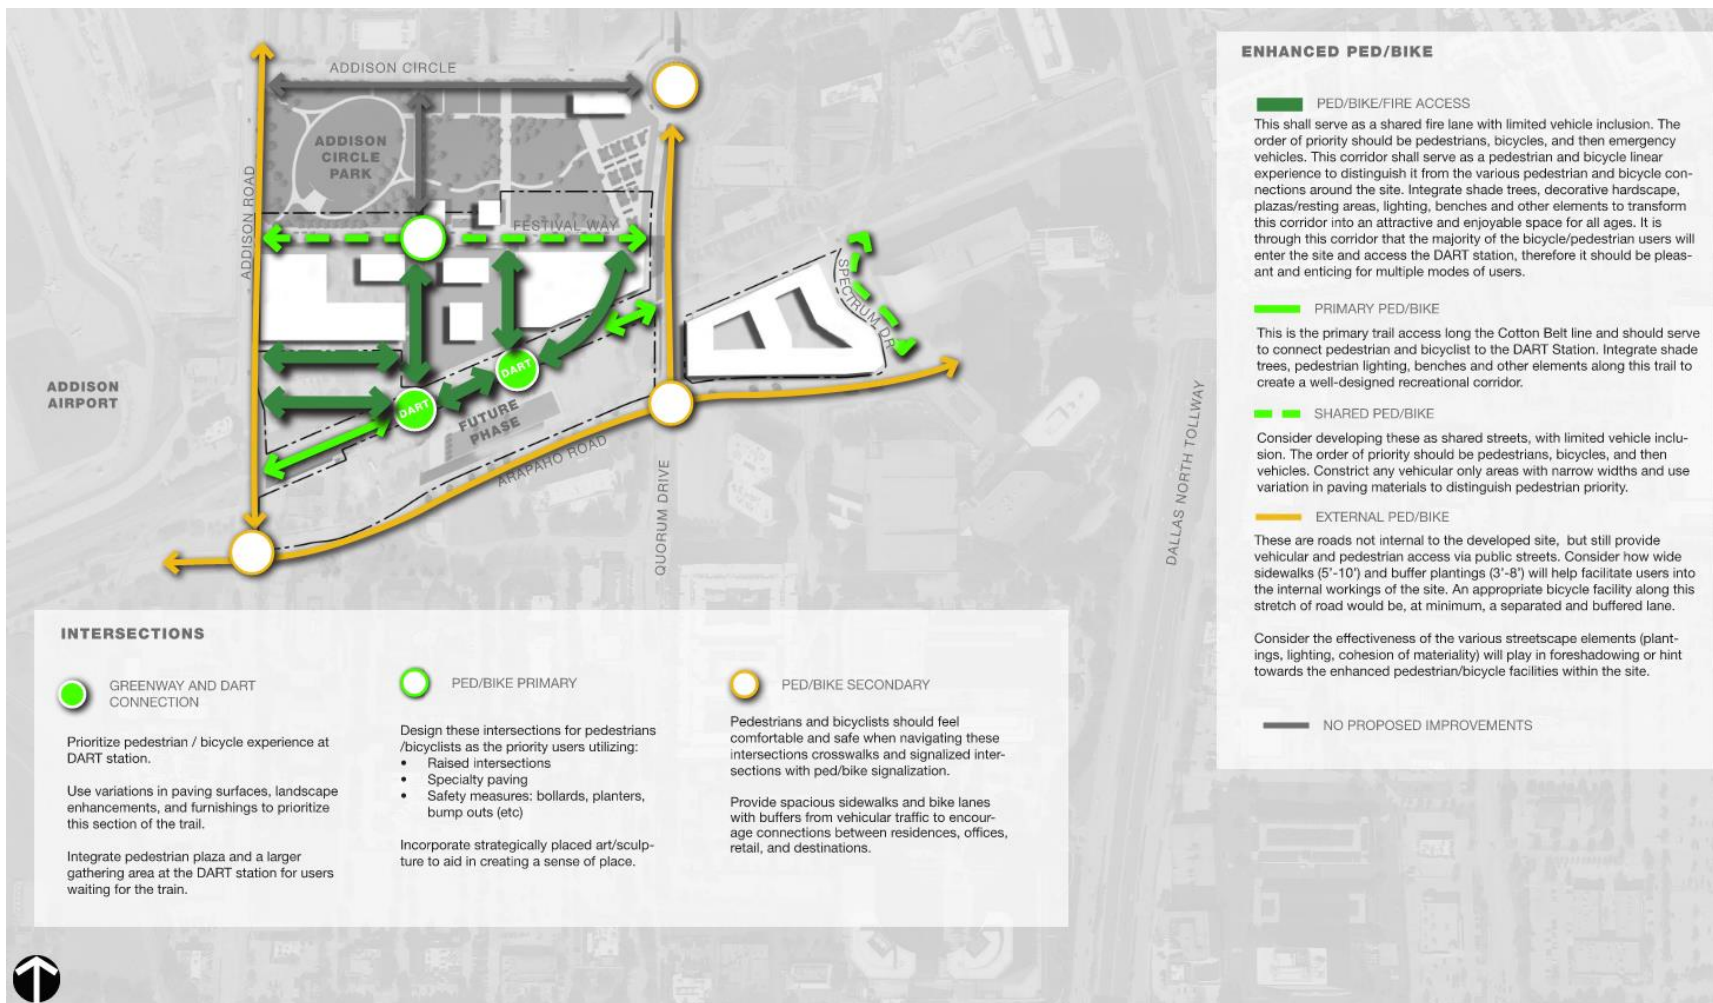 ADDISON CIRCLE
ADDISON
CIRCLE
PARK
ADDISON ROAD
FESTIVAL WAY
SPECTRUM DR
ADDISON
AIRPORT
DART
DART
FUTURE
PHASE
ARAPAHO ROAD
QUORUM DRIVE
DALLAS NORTH TOLLWAY
ENHANCED PED/BIKE
PED/BIKE/FIRE ACCESS
This shall serve as a shared fire lane with limited vehicle inclusion. The
order of priority should be pedestrians, bicycles, and then emergency
vehicles. This corridor shall serve as a pedestrian and bicycle linear
experience to distinguish it from the various pedestrian and bicycle con-
nections around the site. Integrate shade trees, decorative hardscape,
plazas/resting areas, lighting, benches and other elements to transform
this corridor into an attractive and enjoyable space for all ages. It is
through this corridor that the majority of the bicycle/pedestrian users will
enter the site and access the DART station, therefore it should be pleas-
ant and enticing for multiple modes of users.
PRIMARY PED/BIKE
This is the primary trail access long the Cotton Belt line and should serve
to connect pedestrian and bicyclist to the DART Station. Integrate shade
trees, pedestrian lighting, benches and other elements along this trail to
create a well-designed recreational corridor.
SHARED PED/BIKE
Consider developing these as shared streets, with limited vehicle inclu-
sion. The order of priority should be pedestrians, bicycles, and then
vehicles. Constrict any vehicular only areas with narrow widths and use
variation in paving materials to distinguish pedestrian priority.
EXTERNAL PED/BIKE
These are roads not internal to the developed site, but still provide
vehicular and pedestrian access via public streets. Consider how wide
sidewalks (5'-10') and buffer plantings (3'-8') will help facilitate users into
the internal workings of the site. An appropriate bicycle facility along this
stretch of road would be, at minimum, a separated and buffered lane.
Consider the effectiveness of the various streetscape elements (plant-
ings, lighting, cohesion of materiality) will play in foreshadowing or hint
towards the enhanced pedestrian/bicycle facilities within the site.
NO PROPOSED IMPROVEMENTS
INTERSECTIONS
GREENWAY AND DART
CONNECTION
Prioritize pedestrian / bicycle experience at
DART station.
Use variations in paving surfaces, landscape
enhancements, and furnishings to prioritize
this section of the trail.
Integrate pedestrian plaza and a larger
gathering area at the DART station for users
waiting for the train.
PED/BIKE PRIMARY
Design these intersections for pedestrians
/bicyclists as the priority users utilizing:
• Raised intersections
• Specialty paving
• Safety measures: bollards, planters,
bump outs (etc)
Incorporate strategically placed art/sculp-
ture to aid in creating a sense of place.
PED/BIKE SECONDARY
Pedestrians and bicyclists should feel
comfortable and safe when navigating these
intersections crosswalks and signalized inter-
sections with ped/bike signalization.
Provide spacious sidewalks and bike lanes
with buffers from vehicular traffic to encour-
age connections between residences, offices,
retail, and destinations.